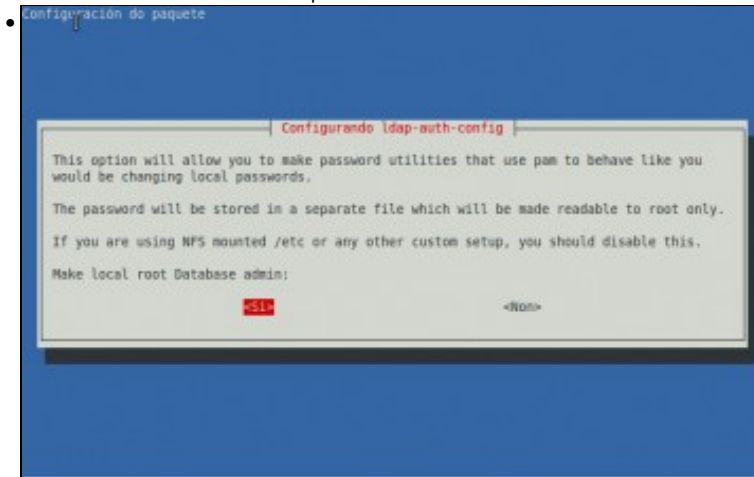 Configuración do paquete
Configurando ldap-auth-config
This option will allow you to make password utilities that use pam to behave like you
would be changing local passwords.
The password will be stored in a separate file which will be made readable to root only.
If you are using NFS mounted /etc or any other custom setup, you should disable this.
Make local root Database admin:
<Si> <Non>